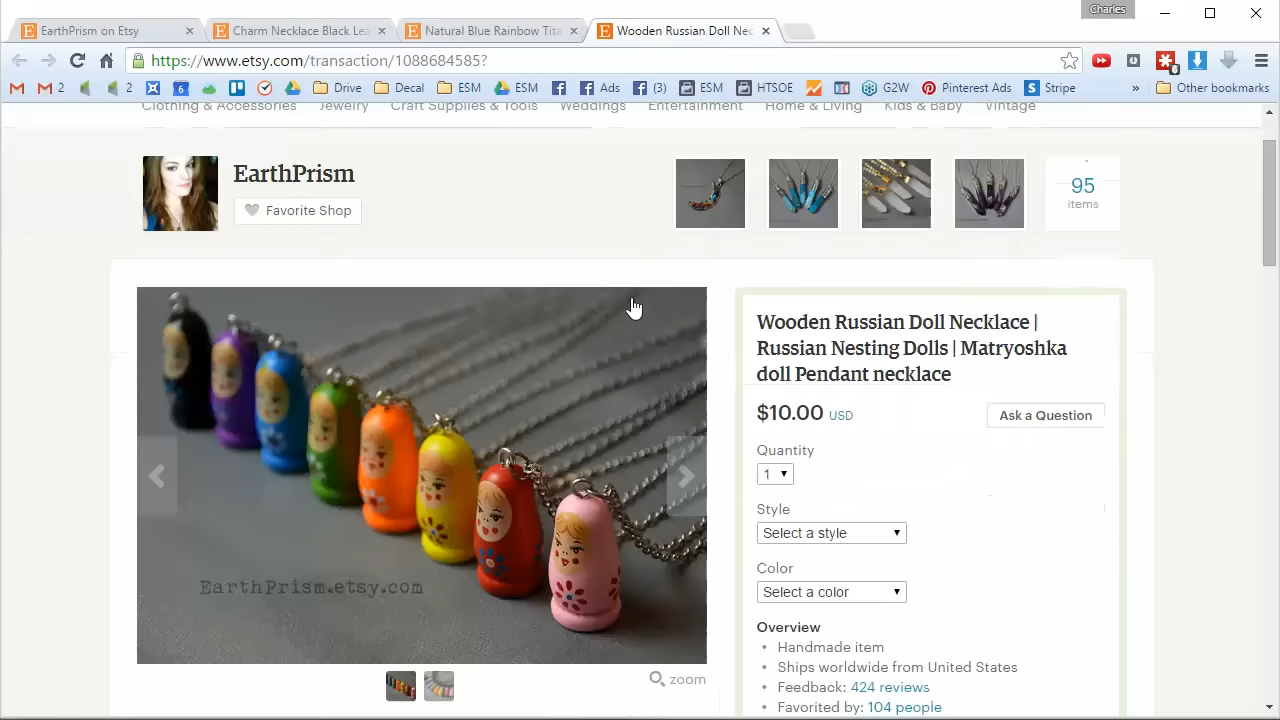 Charles
EarthPrism on Etsy
Charm Necklace Black Lea
Natural Blue Rainbow Tita
Wooden Russian Doll Nec
https://www.etsy.com/transaction/1088684605?
M 2
2
6
Drive
Decal
ESM
ESM
Ads
(3)
ESM
HTSOE
G2W
Pinterest Ads
Stripe
»
Other bookmarks
Clothing & Accessories
Jewelry
Craft Supplies & Tools
Weddings
Entertainment
Home & Living
Kids & Baby
Vintage
EarthPrism
Favorite Shop
95
items
EarthPrism.etsy.com
zoom
Wooden Russian Doll Necklace |
Russian Nesting Dolls | Matryoshka
doll Pendant necklace
$10.00 USD
Ask a Question
Quantity
1
Style
Select a style
Color
Select a color
Overview
• Handmade item
• Ships worldwide from United States
• Feedback: 424 reviews
• Favorited by: 104 people